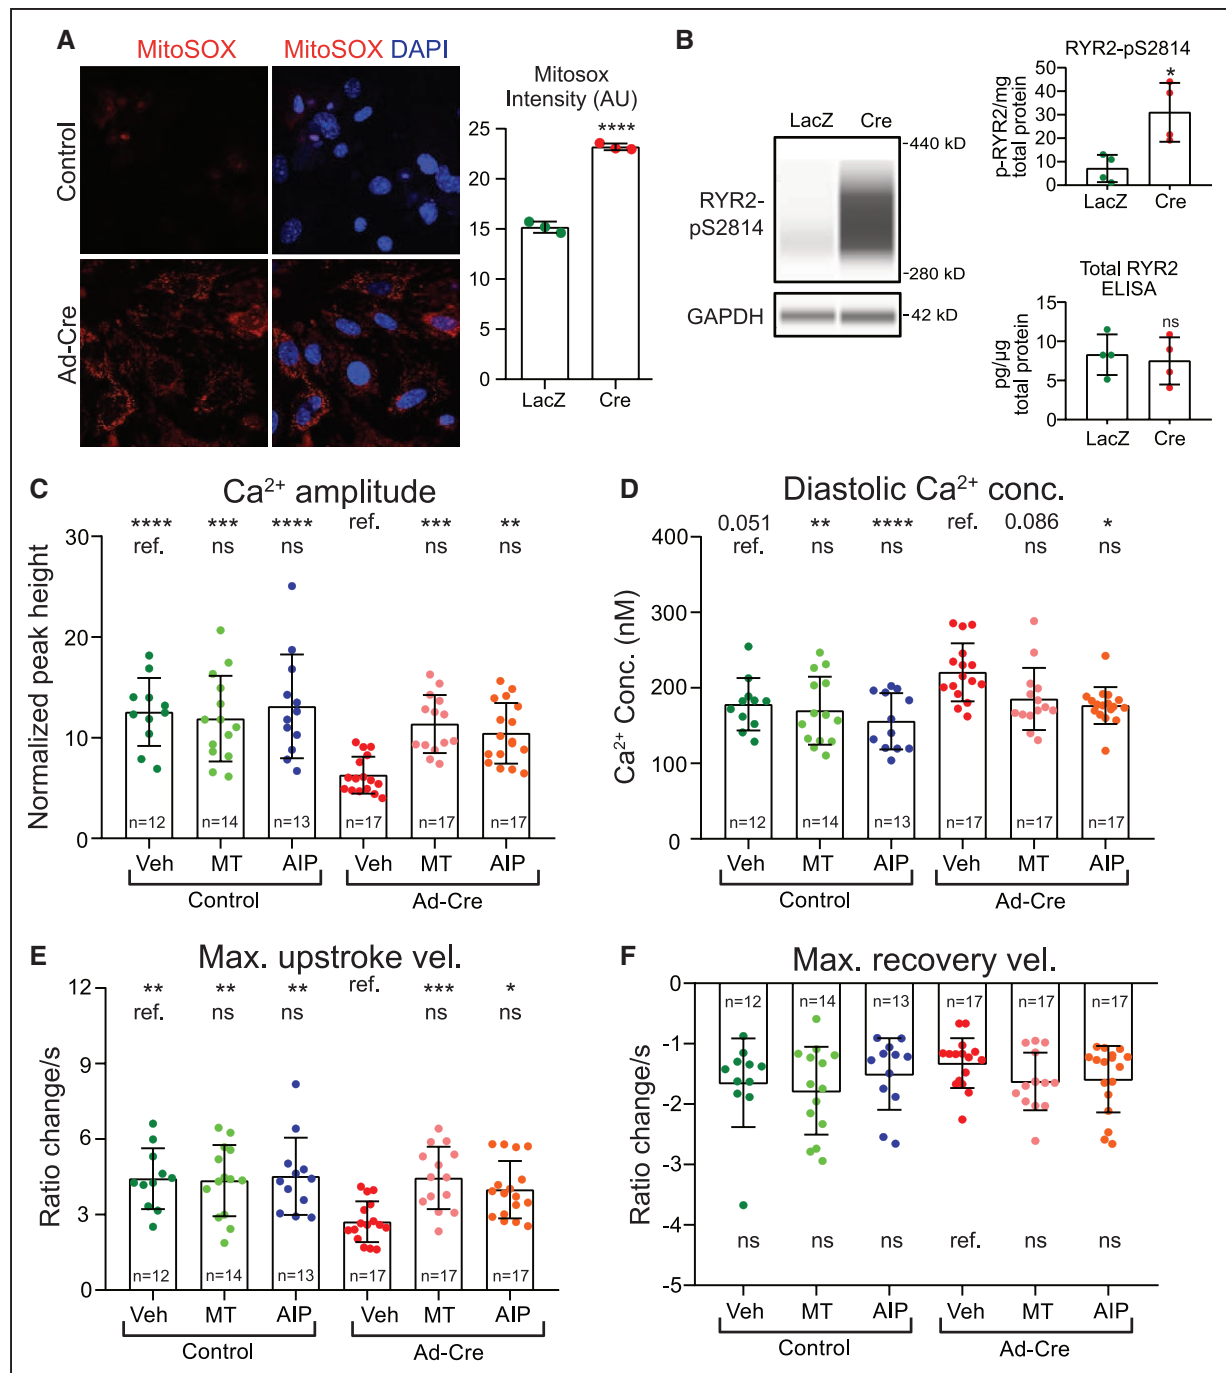 A
MitoSOX
MitoSOX DAPI
Control
Ad-Cre
Mitosox
Intensity (AU)
****
25
20
15
10
5
0
LacZ
Cre
B
LacZ
Cre
-440 kD
RYR2-
pS2814
-280 kD
GAPDH
-42 kD
RYR2-pS2814
*
p-RYR2/mg
total protein
50
40
30
20
10
0
LacZ
Cre
Total RYR2
ELISA
ns
pg/µg
total protein
15
10
5
0
LacZ
Cre
C
Ca2+ amplitude
**** *** **** ref. *** **
ref. ns ns ns ns
Normalized peak height
30
20
10
0
n=12 n=14 n=13 n=17 n=17 n=17
Veh MT AIP Veh MT AIP
Control Ad-Cre
D
Diastolic Ca2+ conc.
0.051 ** **** ref. 0.086 *
ref. ns ns ns ns
Ca2+ Conc. (nM)
400
300
200
100
0
n=12 n=14 n=13 n=17 n=17 n=17
Veh MT AIP Veh MT AIP
Control Ad-Cre
E
Max. upstroke vel.
** ** ** ref. *** *
ref. ns ns ns ns
Ratio change/s
12
9
6
3
0
n=12 n=14 n=13 n=17 n=17 n=17
Veh MT AIP Veh MT AIP
Control Ad-Cre
F
Max. recovery vel.
n=12 n=14 n=13 n=17 n=17 n=17
Ratio change/s
0
-1
-2
-3
-4
-5
ns ns ns ref. ns ns
Veh MT AIP Veh MT AIP
Control Ad-Cre